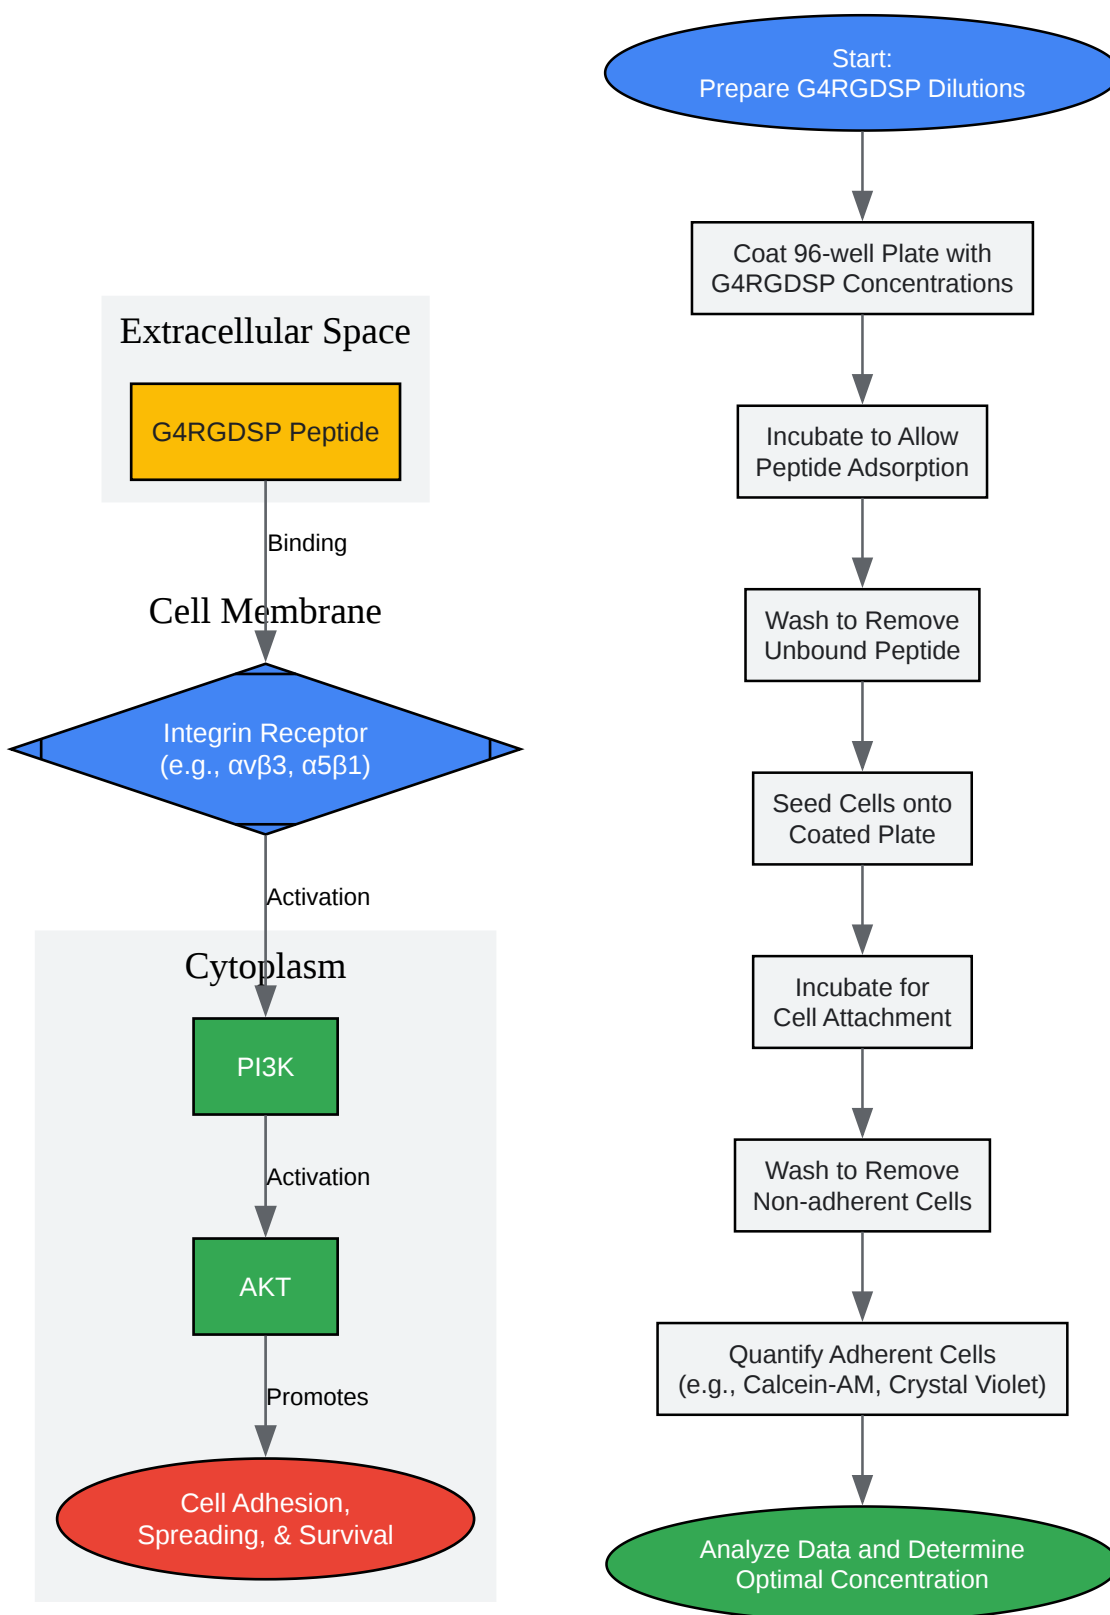 Extracellular Space
G4RGDSP Peptide
Binding
Cell Membrane
Integrin Receptor
(e.g., αvβ3, α5β1)
Activation
Cytoplasm
PI3K
Activation
AKT
Promotes
Cell Adhesion,
Spreading, & Survival
Start:
Prepare G4RGDSP Dilutions
Coat 96-well Plate with
G4RGDSP Concentrations
Incubate to Allow
Peptide Adsorption
Wash to Remove
Unbound Peptide
Seed Cells onto
Coated Plate
Incubate for
Cell Attachment
Wash to Remove
Non-adherent Cells
Quantify Adherent Cells
(e.g., Calcein-AM, Crystal Violet)
Analyze Data and Determine
Optimal Concentration